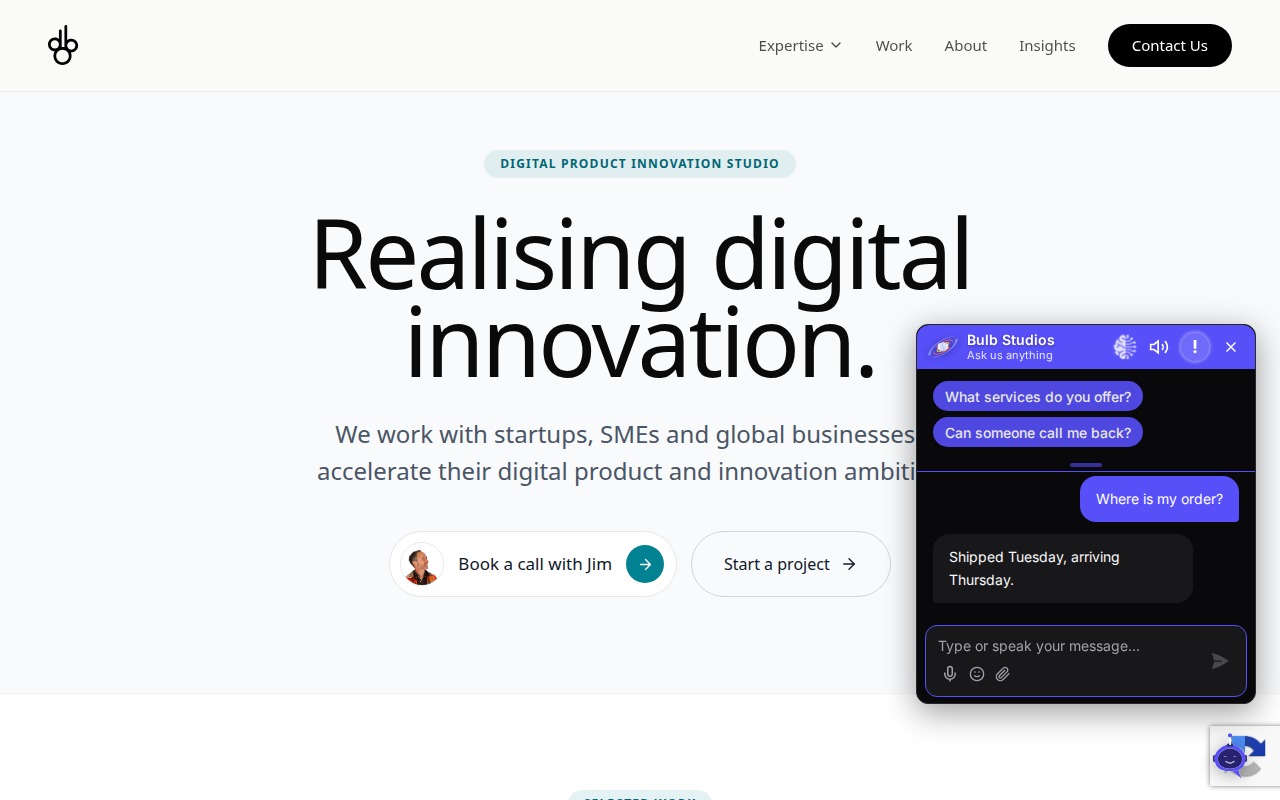 Expertise
Work
About
Insights
Contact Us
DIGITAL PRODUCT INNOVATION STUDIO
Realising digital
innovation.
We work with startups, SMEs and global businesses
accelerate their digital product and innovation
Book a call with Jim
Start a project
Bulb Studios
Ask us anything
!
What services do you offer?
Can someone call me back?
Where is my order?
Shipped Tuesday, arriving
Thursday.
Type or speak your message...
SELECTED WORK